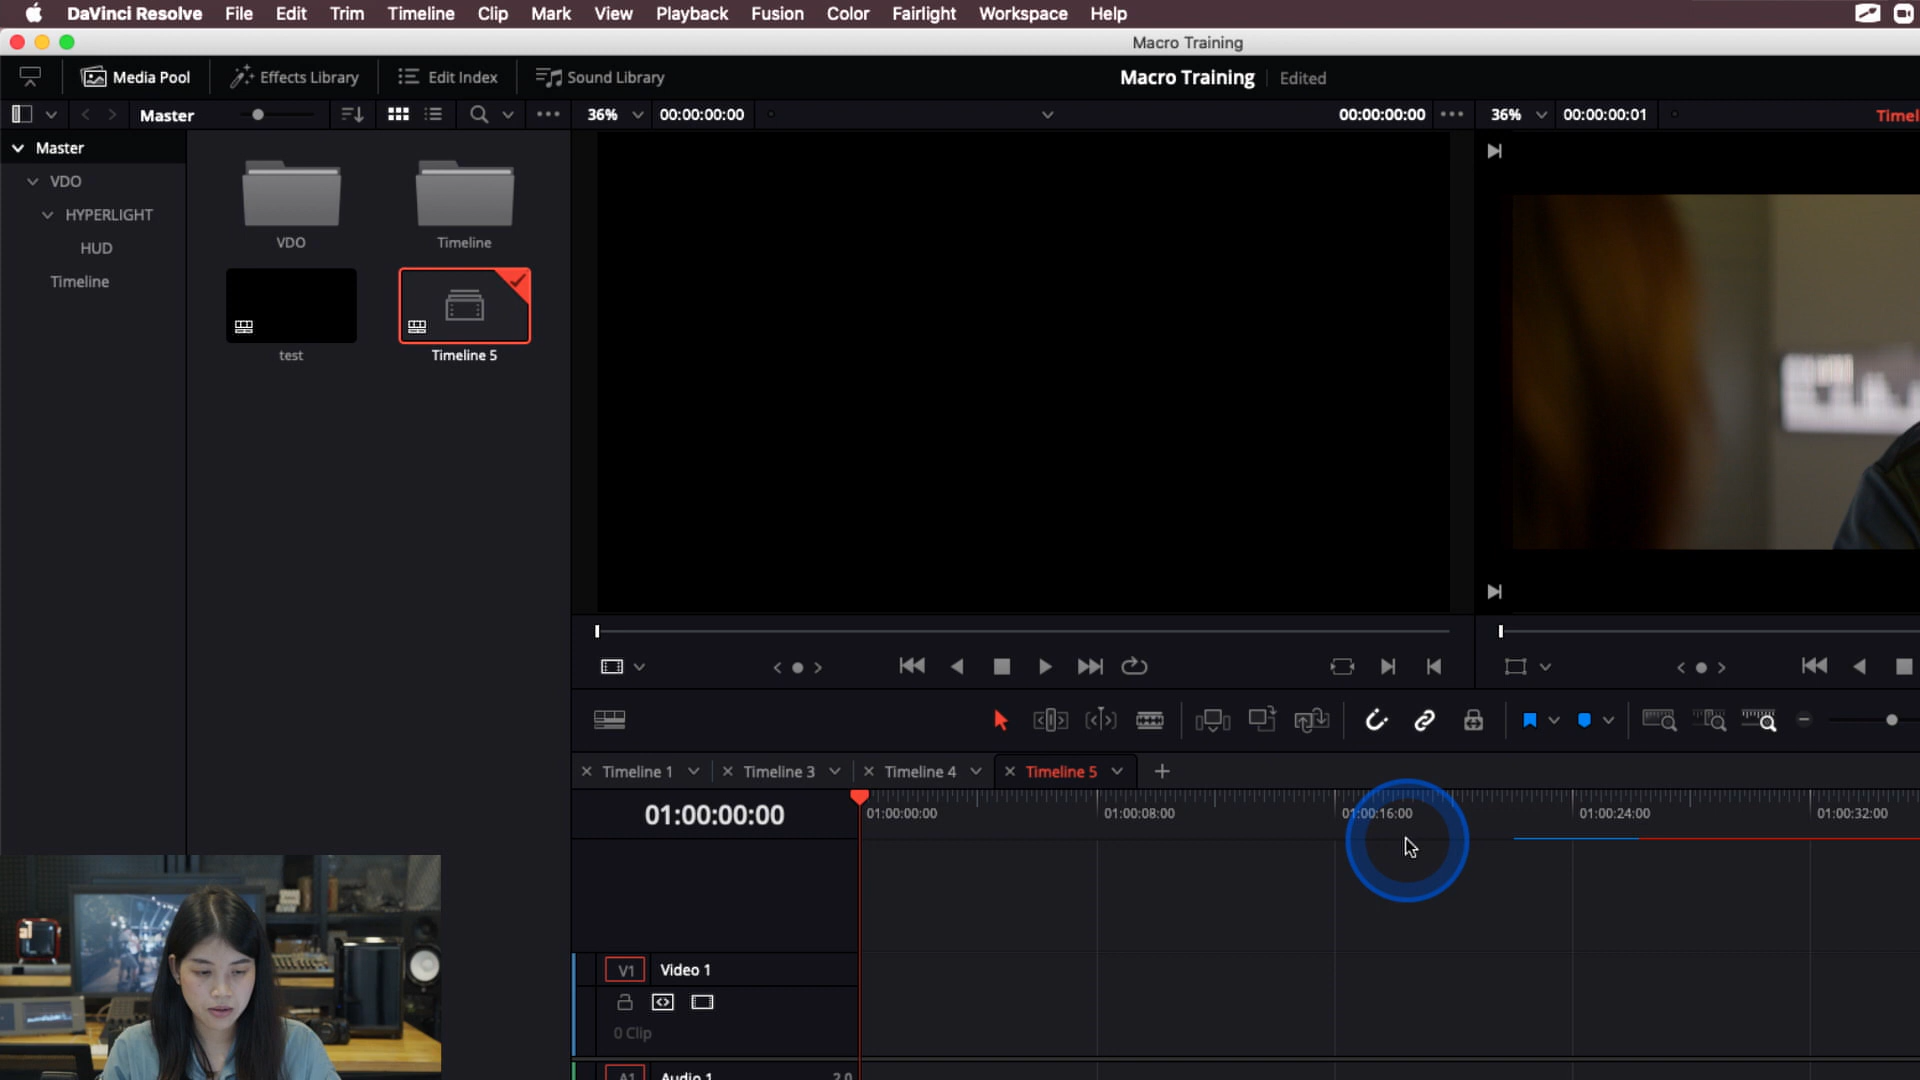 DaVinci Resolve File Edit Trim Timeline Clip Mark View Playback Fusion Color Fairlight Workspace Help
Macro Training
Media Pool Effects Library Edit Index Sound Library Macro Training Edited
Master 36% 00:00:00:00 00:00:00:00 36% 00:00:00:01 Timel
Master
VDO
HYPERLIGHT
HUD
Timeline
VDO Timeline
test Timeline 5
Timeline 1 Timeline 3 Timeline 4 Timeline 5
01:00:00:00 01:00:00:00 01:00:08:00 01:00:16:00 01:00:24:00 01:00:32:00
V1 Video 1
0 Clip
A1 Audio 1 2.0